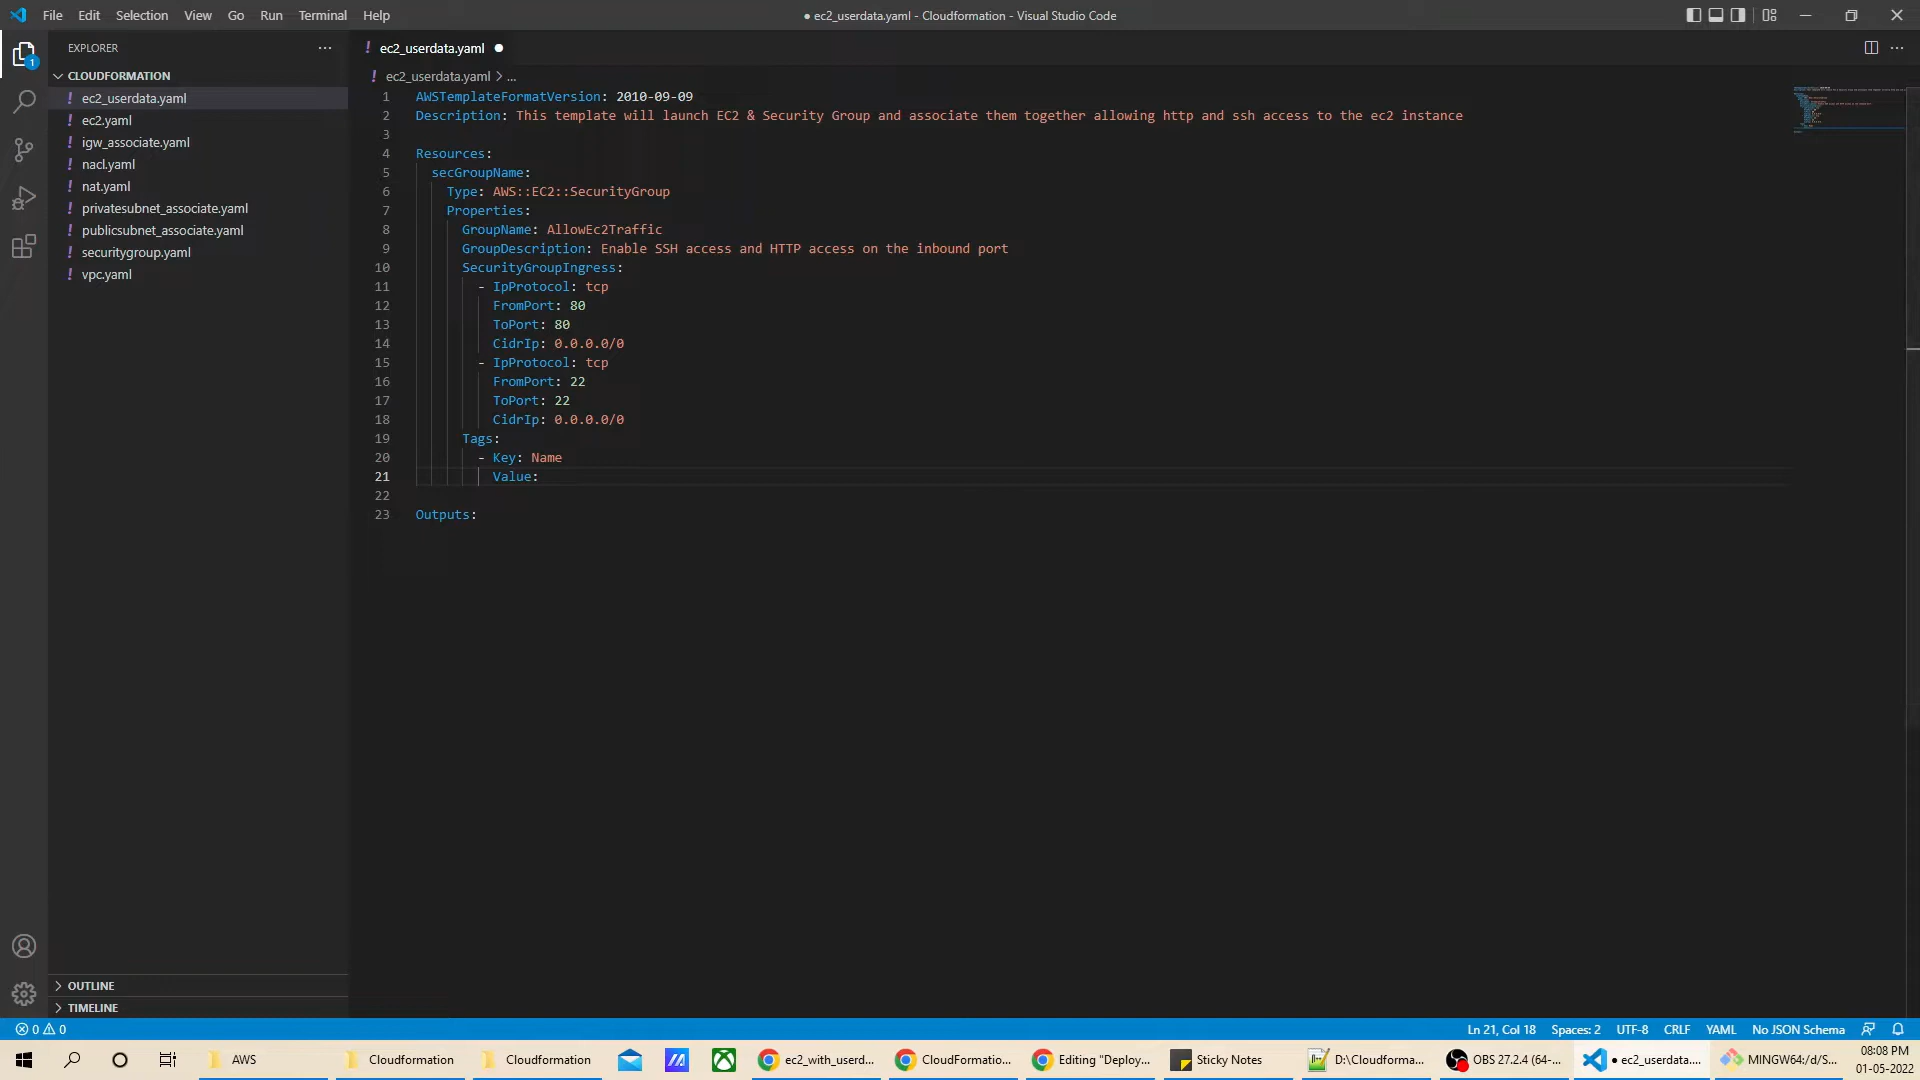 File Edit Selection View Go Run Terminal Help
● ec2_userdata.yaml - Cloudformation - Visual Studio Code
EXPLORER
CLOUDFORMATION
! ec2_userdata.yaml
! ec2.yaml
! igw_associate.yaml
! nacl.yaml
! nat.yaml
! privatesubnet_associate.yaml
! publicsubnet_associate.yaml
! securitygroup.yaml
! vpc.yaml
OUTLINE
TIMELINE
! ec2_userdata.yaml ●
! ec2_userdata.yaml > ...
1 AWSTemplateFormatVersion: 2010-09-09
2 Description: This template will launch EC2 & Security Group and associate them together allowing http and ssh access to the ec2 instance
3
4 Resources:
5 secGroupName:
6 Type: AWS::EC2::SecurityGroup
7 Properties:
8 GroupName: AllowEc2Traffic
9 GroupDescription: Enable SSH access and HTTP access on the inbound port
10 SecurityGroupIngress:
11 - IpProtocol: tcp
12 FromPort: 80
13 ToPort: 80
14 CidrIp: 0.0.0.0/0
15 - IpProtocol: tcp
16 FromPort: 22
17 ToPort: 22
18 CidrIp: 0.0.0.0/0
19 Tags:
20 - Key: Name
21 Value:
22
23 Outputs:
1
0 0
Ln 21, Col 18 Spaces: 2 UTF-8 CRLF YAML No JSON Schema
AWS Cloudformation Cloudformation ec2_with_userd... CloudFormatio... Editing "Deploy... Sticky Notes D:\Cloudforma... OBS 27.2.4 (64-... ● ec2_userdata.... MINGW64:/d/S...
08:08 PM
01-05-2022